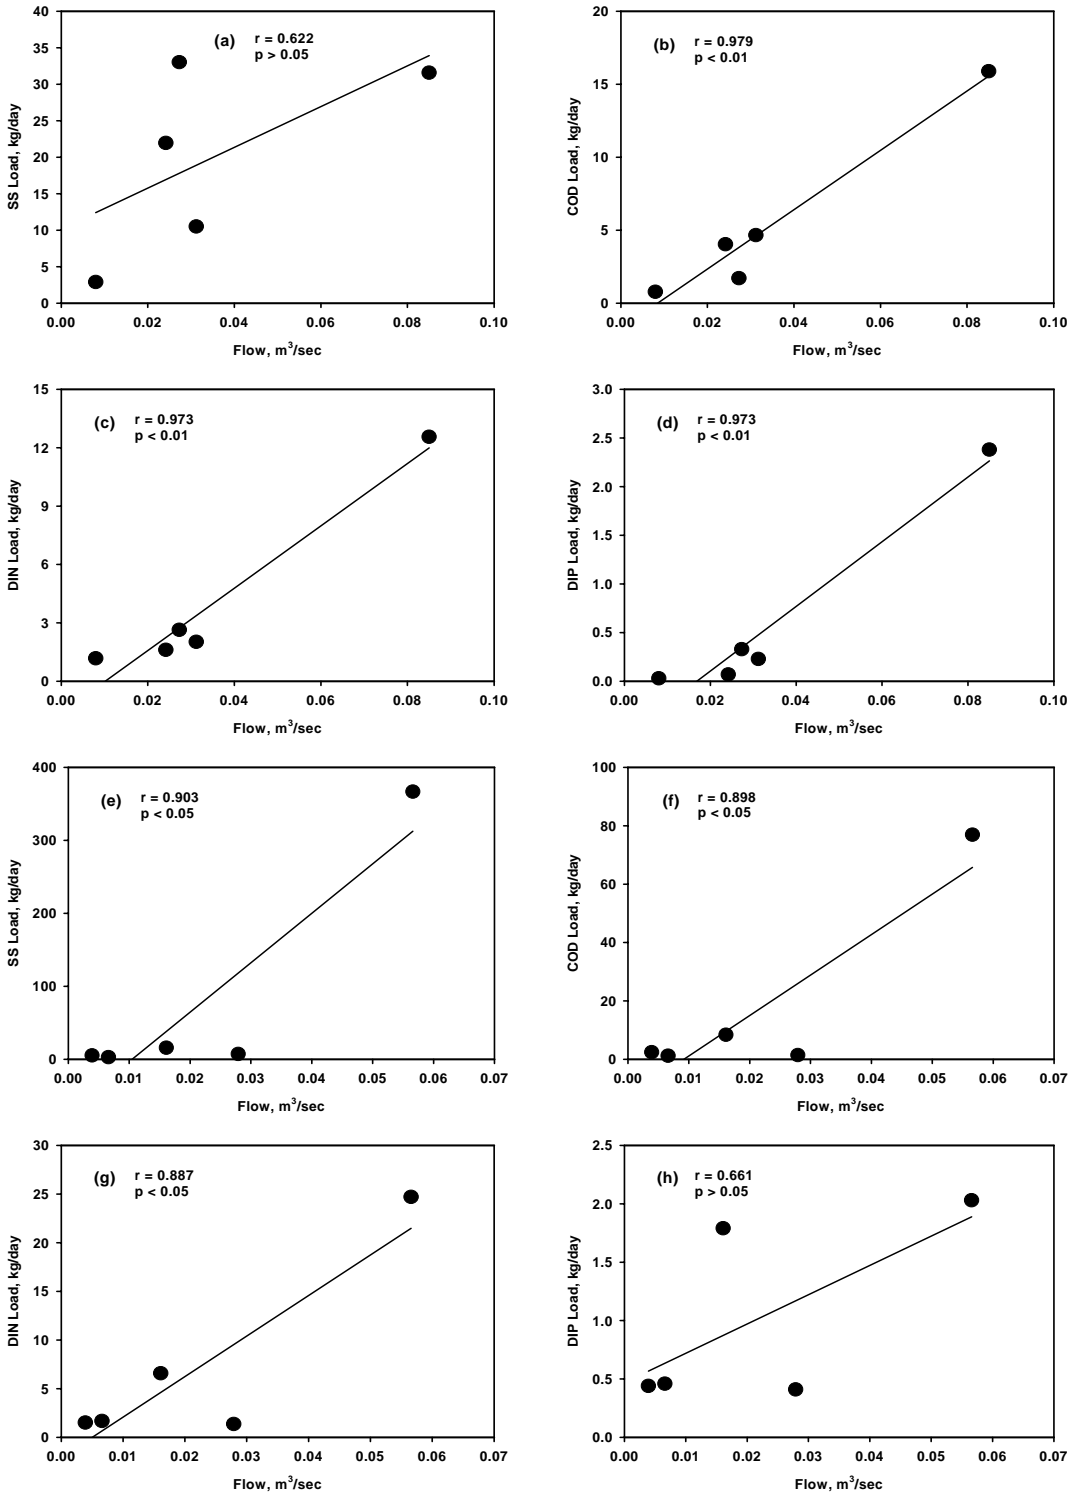 (a)
r = 0.622
p > 0.05
SS Load, kg/day
40
35
30
25
20
15
10
5
0
0.00 0.02 0.04 0.06 0.08 0.10
Flow, m³/sec
(b)
r = 0.979
p < 0.01
COD Load, kg/day
20
15
10
5
0
0.00 0.02 0.04 0.06 0.08 0.10
Flow, m³/sec
(c)
r = 0.973
p < 0.01
DIN Load, kg/day
15
12
9
6
3
0
0.00 0.02 0.04 0.06 0.08 0.10
Flow, m³/sec
(d)
r = 0.973
p < 0.01
DIP Load, kg/day
3.0
2.5
2.0
1.5
1.0
0.5
0.0
0.00 0.02 0.04 0.06 0.08 0.10
Flow, m³/sec
(e)
r = 0.903
p < 0.05
SS Load, kg/day
400
300
200
100
0
0.00 0.01 0.02 0.03 0.04 0.05 0.06 0.07
Flow, m³/sec
(f)
r = 0.898
p < 0.05
COD Load, kg/day
100
80
60
40
20
0
0.00 0.01 0.02 0.03 0.04 0.05 0.06 0.07
Flow, m³/sec
(g)
r = 0.887
p < 0.05
DIN Load, kg/day
30
25
20
15
10
5
0
0.00 0.01 0.02 0.03 0.04 0.05 0.06 0.07
Flow, m³/sec
(h)
r = 0.661
p > 0.05
DIP Load, kg/day
2.5
2.0
1.5
1.0
0.5
0.0
0.00 0.01 0.02 0.03 0.04 0.05 0.06 0.07
Flow, m³/sec